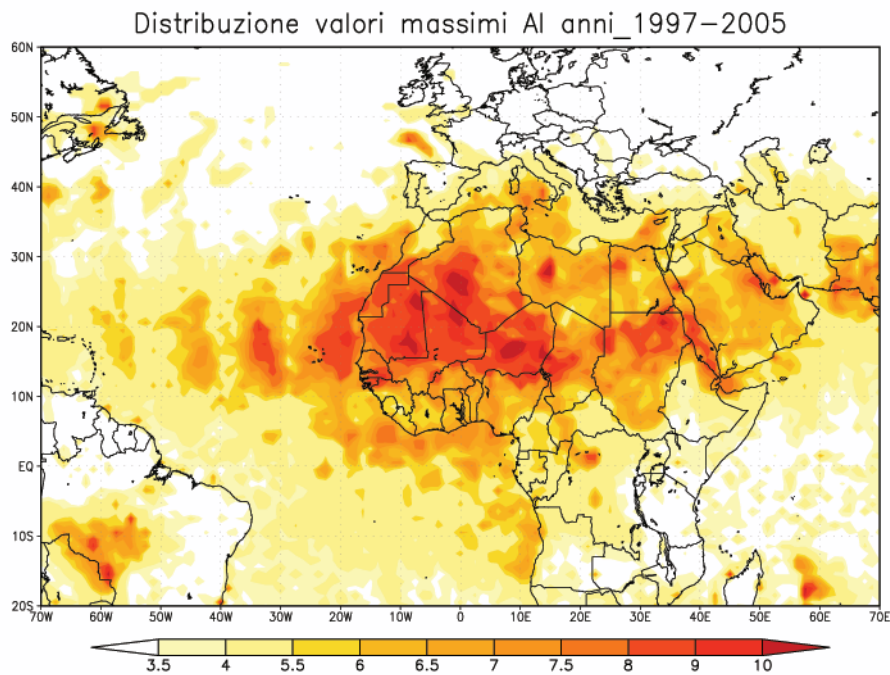 Distribuzione valori massimi AI anni_1997-2005
60N
50N
40N
30N
20N
10N
EQ
10S
20S
70W 60W 50W 40W 30W 20W 10W 0 10E 20E 30E 40E 50E 60E 70E
3.5 4 5.5 6 6.5 7 7.5 8 9 10